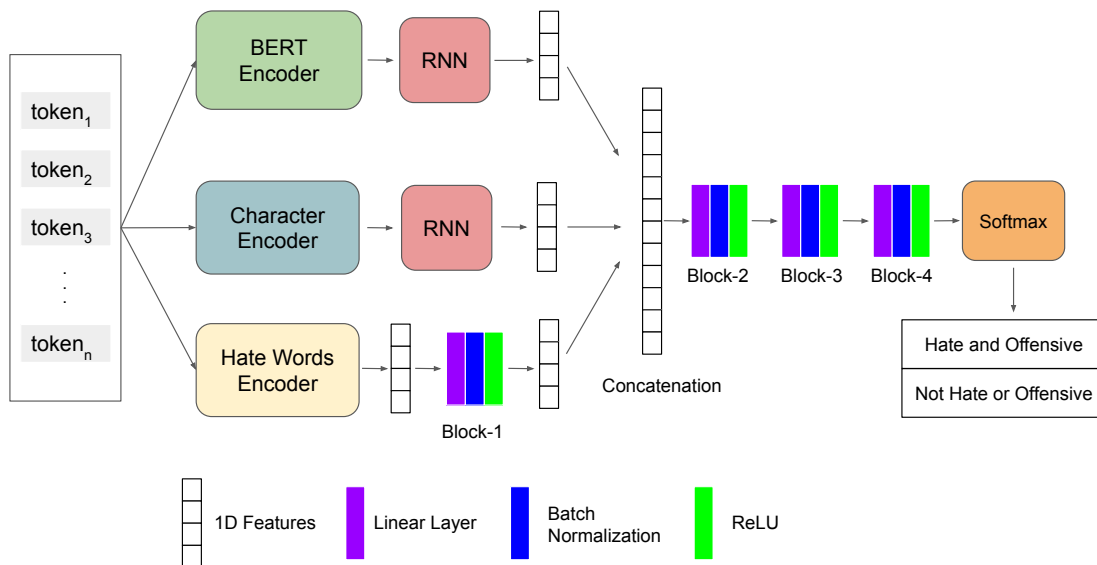 token1
token2
token3
.
.
.
tokenn
BERT
Encoder
RNN
Character
Encoder
RNN
Hate Words
Encoder
Block-1
Concatenation
Block-2
Block-3
Block-4
Softmax
Hate and Offensive
Not Hate or Offensive
1D Features
Linear Layer
Batch
Normalization
ReLU